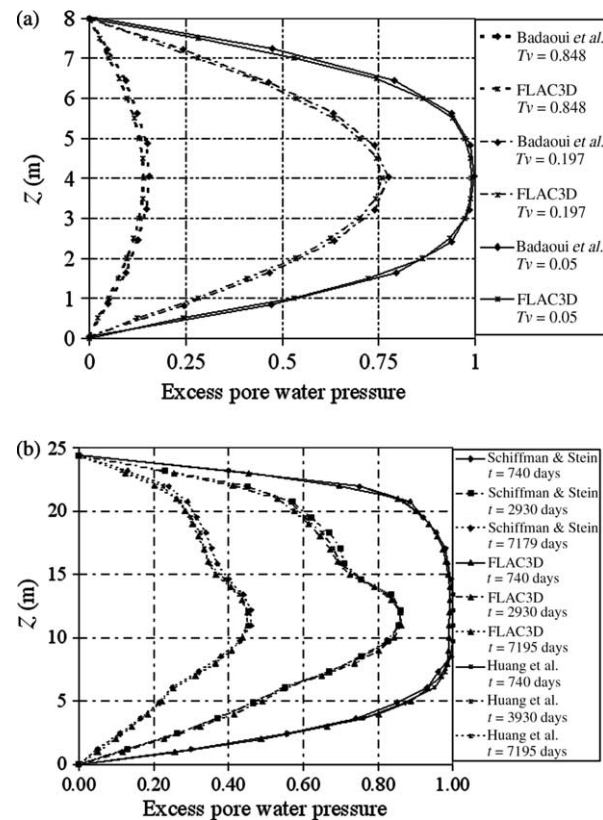 (a)
8
7
6
5
4
3
2
1
0
Z (m)
0
0.25
0.50
0.75
1
Excess pore water pressure
Badaoui et al.
Tv = 0.848
FLAC3D
Tv = 0.848
Badaoui et al.
Tv = 0.197
FLAC3D
Tv = 0.197
Badaoui et al.
Tv = 0.05
FLAC3D
Tv = 0.05
(b)
25
20
15
10
5
0
Z (m)
0.00
0.20
0.40
0.60
0.80
1.00
Excess pore water pressure
Schiffman & Stein
t = 740 days
Schiffman & Stein
t = 2930 days
Schiffman & Stein
t = 7179 days
FLAC3D
t = 740 days
FLAC3D
t = 2930 days
FLAC3D
t = 7195 days
Huang et al.
t = 740 days
Huang et al.
t = 3930 days
Huang et al.
t = 7195 days